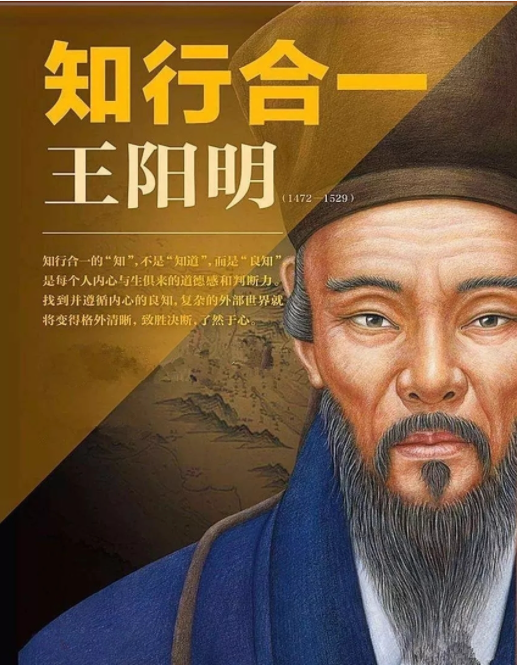 知行合一
王阳明(1472—1529)
知行合一的“知”,不是“知道”,而是“良知”
是每个人内心与生俱来的道德感和判断力。
找到并遵循内心的良知,复杂的外部世界就
将变得格外清晰,致胜决断,了然于心。